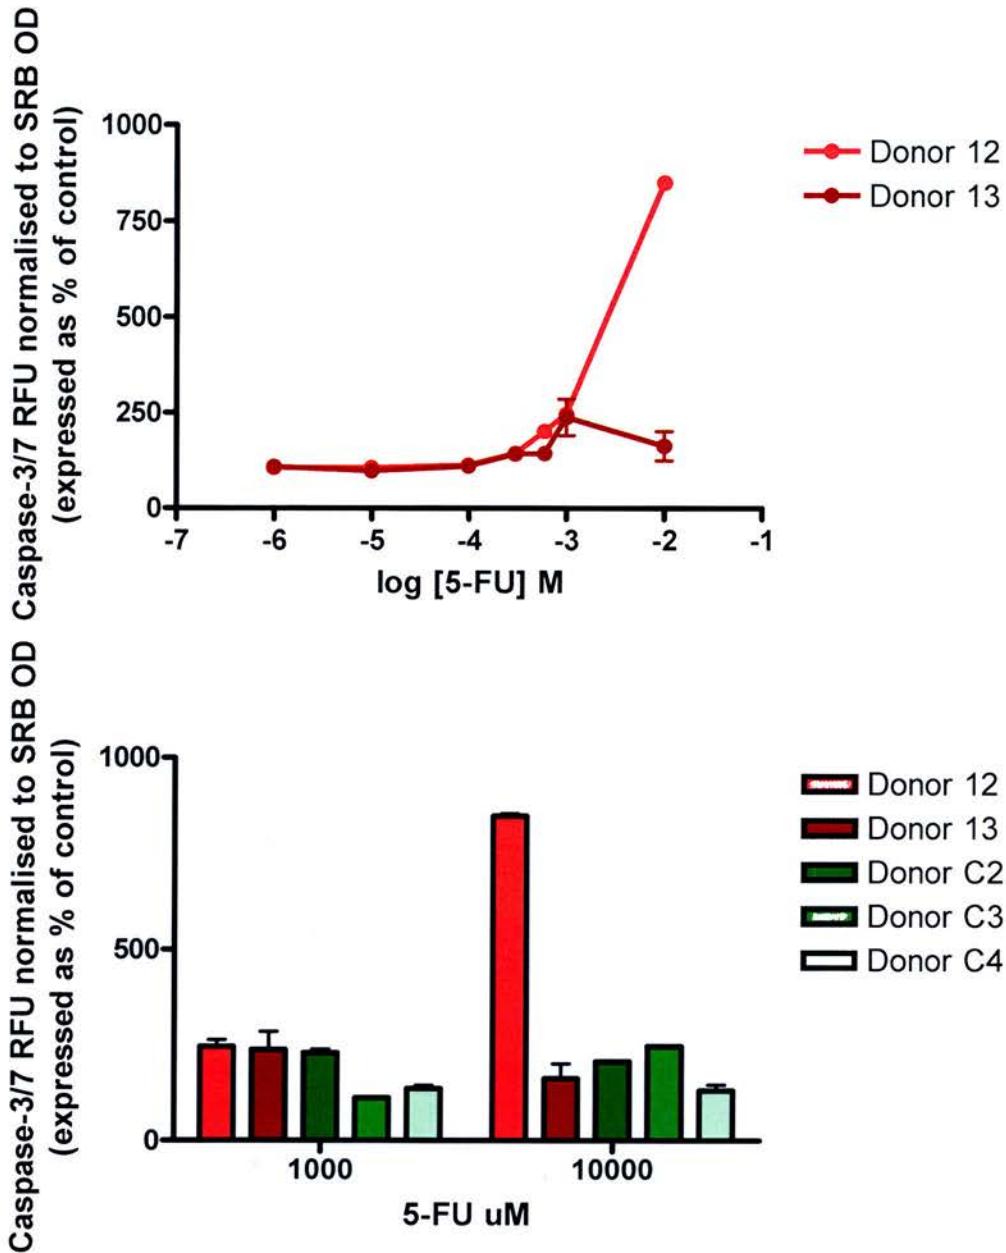 Caspase-3/7 RFU normalised to SRB OD
(expressed as % of control)
1000
750
500
250
0
-7 -6 -5 -4 -3 -2 -1
log [5-FU] M
Donor 12
Donor 13
Caspase-3/7 RFU normalised to SRB OD
(expressed as % of control)
1000
500
0
1000 10000
5-FU uM
Donor 12
Donor 13
Donor C2
Donor C3
Donor C4